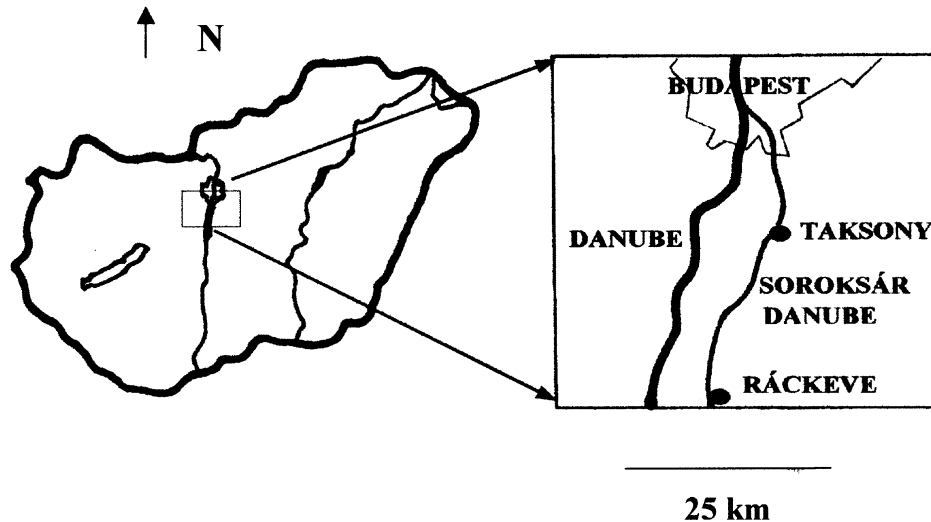 N
BUDAPEST
DANUBE
TAKSONY
SOROKSÁR
DANUBE
RÁCKEVE
25 km